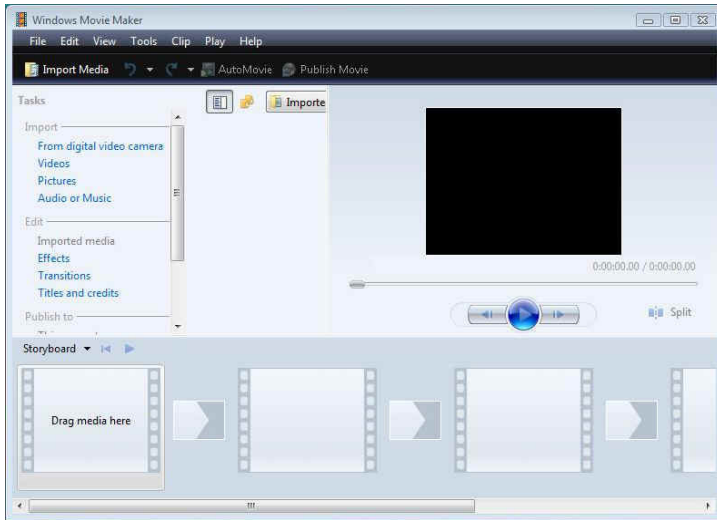 Windows Movie Maker
File Edit View Tools Clip Play Help
Import Media AutoMovie Publish Movie
Tasks
Importe
Import
From digital video camera
Videos
Pictures
Audio or Music
Edit
Imported media
Effects
Transitions
Titles and credits
Publish to
0:00:00.00 / 0:00:00.00
Split
Storyboard
Drag media here